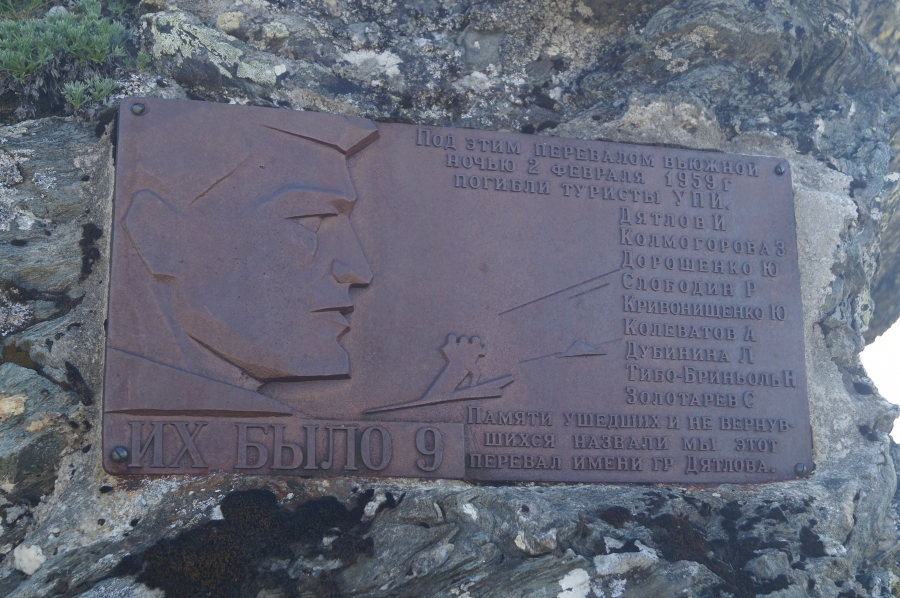 Под этим перевалом вьюжной
ночью 2 февраля 1959 г
погибли туристы УПИ.
Дятлов И
Колмогорова З
Дорошенко Ю
Слободин Р
Кривонищенко Ю
Колеватов А
Дубинина Л
Тибо-Бриньоль Н
Золотарев С
Памяти ушедших и не вернув-
шихся назвали мы этот
перевал имени гр Дятлова.
ИХ БЫЛО 9